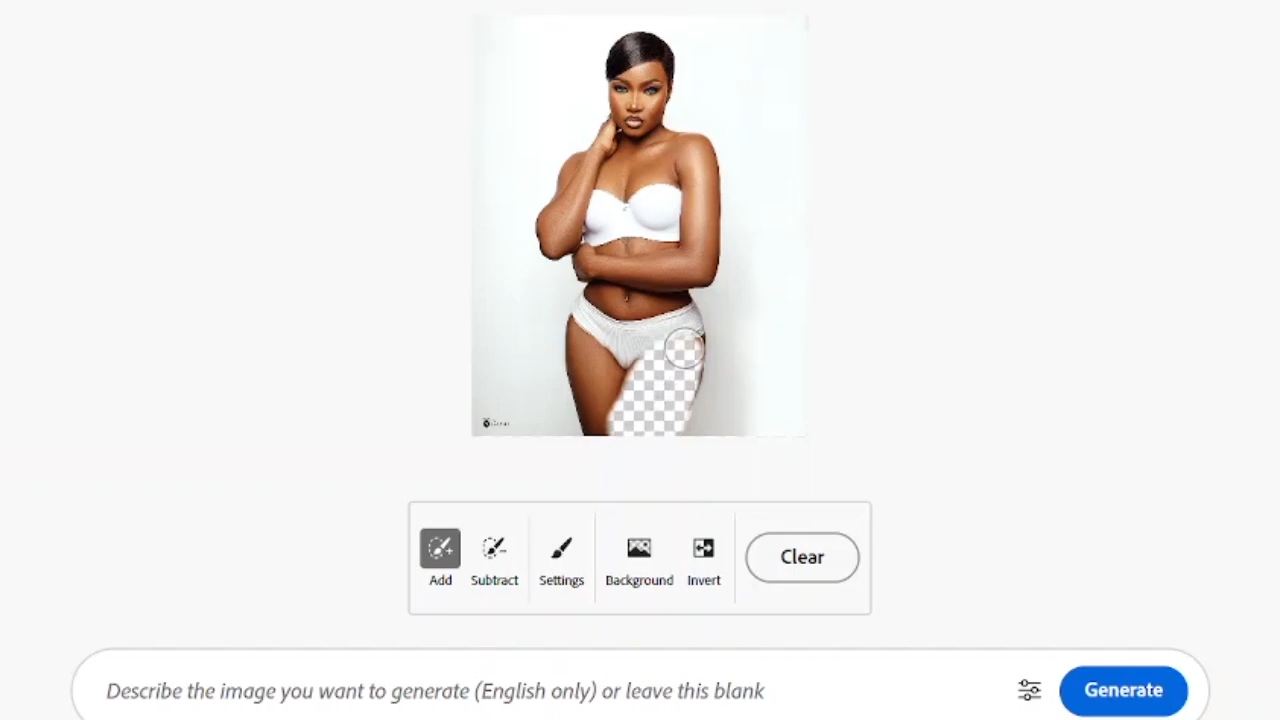 Add
Subtract
Settings
Background
Invert
Clear
Describe the image you want to generate (English only) or leave this blank
Generate